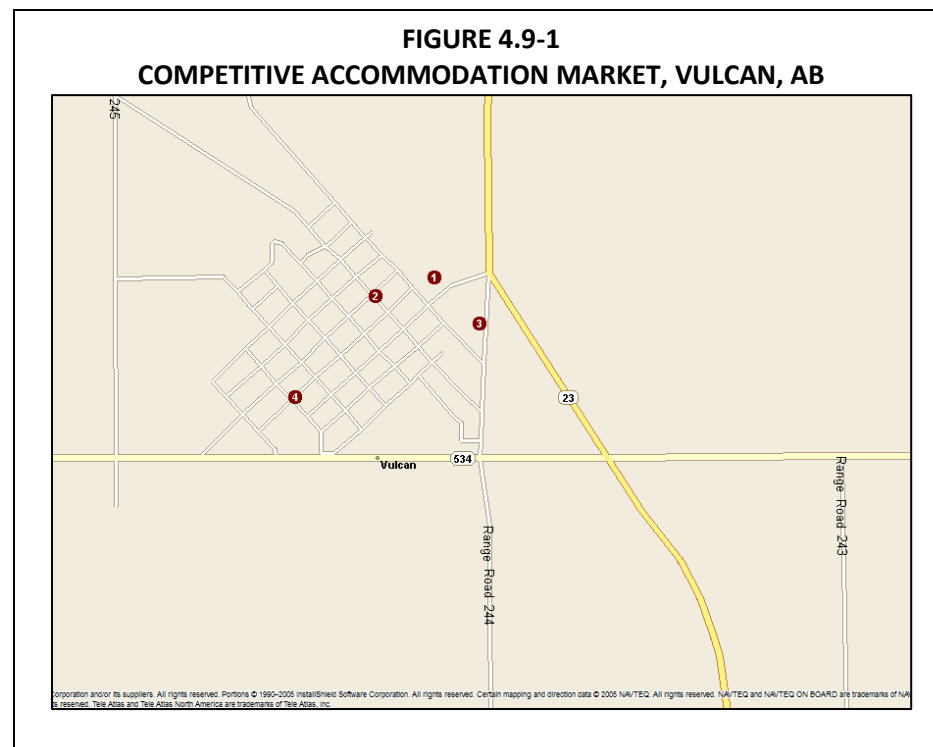 FIGURE 4.9-1
COMPETITIVE ACCOMMODATION MARKET, VULCAN, AB
245
1
2
3
4
23
534
Vulcan
Range Road 243
Range Road 244
orporation and/or its suppliers. All rights reserved. Portions © 1990-2005 InstallShield Software Corporation. All rights reserved. Certain mapping and direction data © 2005 NAVTEQ. All rights reserved. NAVTEQ and NAVTEQ ON BOARD are trademarks of NAV
ts reserved. Tele Atlas and Tele Atlas North America are trademarks of Tele Atlas, Inc.